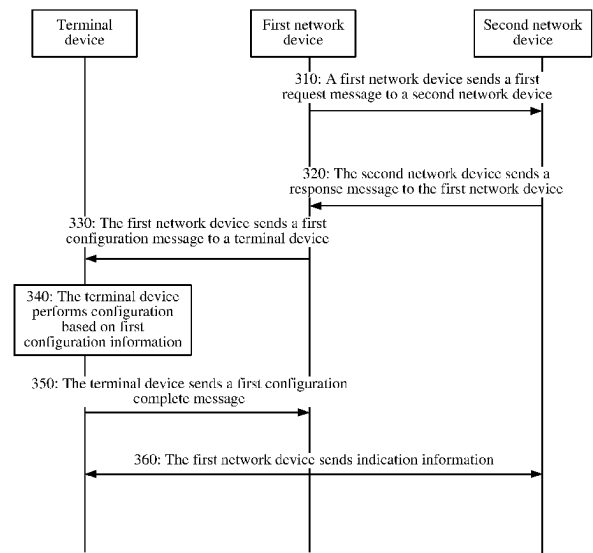 Terminal
device
First network
device
Second network
device
310: A first network device sends a first
request message to a second network device
320: The second network device sends a
response message to the first network device
330: The first network device sends a first
configuration message to a terminal device
340: The terminal device
performs configuration
based on first
configuration information
350: The terminal device sends a first configuration
complete message
360: The first network device sends indication information